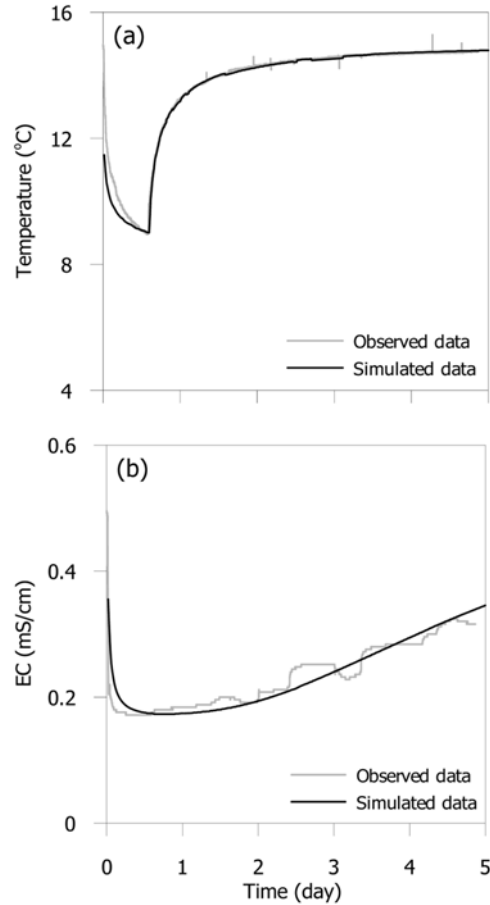 16
(a)
12
8
4
Temperature (°C)
Observed data
Simulated data
0.6
(b)
0.4
0.2
0
EC (mS/cm)
Observed data
Simulated data
0 1 2 3 4 5
Time (day)